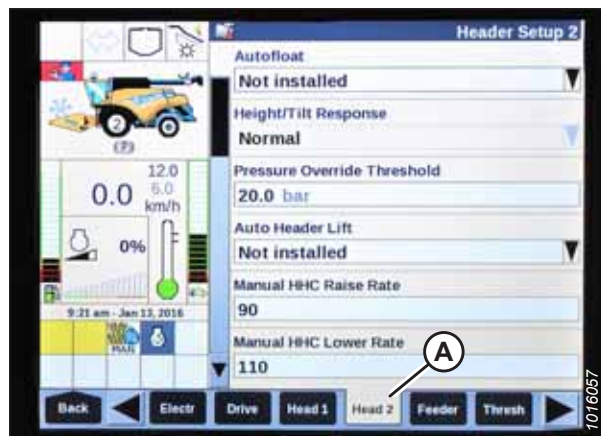 Header Setup 2
Autofloat
Not installed
Height/Tilt Response
Normal
Pressure Override Threshold
20.0 bar
Auto Header Lift
Not installed
Manual HHC Raise Rate
90
Manual HHC Lower Rate
110
2
(?)
12.0
0.0 6.0
km/h
0%
9:21 am - Jan 13, 2016
MAN
A
Back Electr Drive Head 1 Head 2 Feeder Thresh
1016057